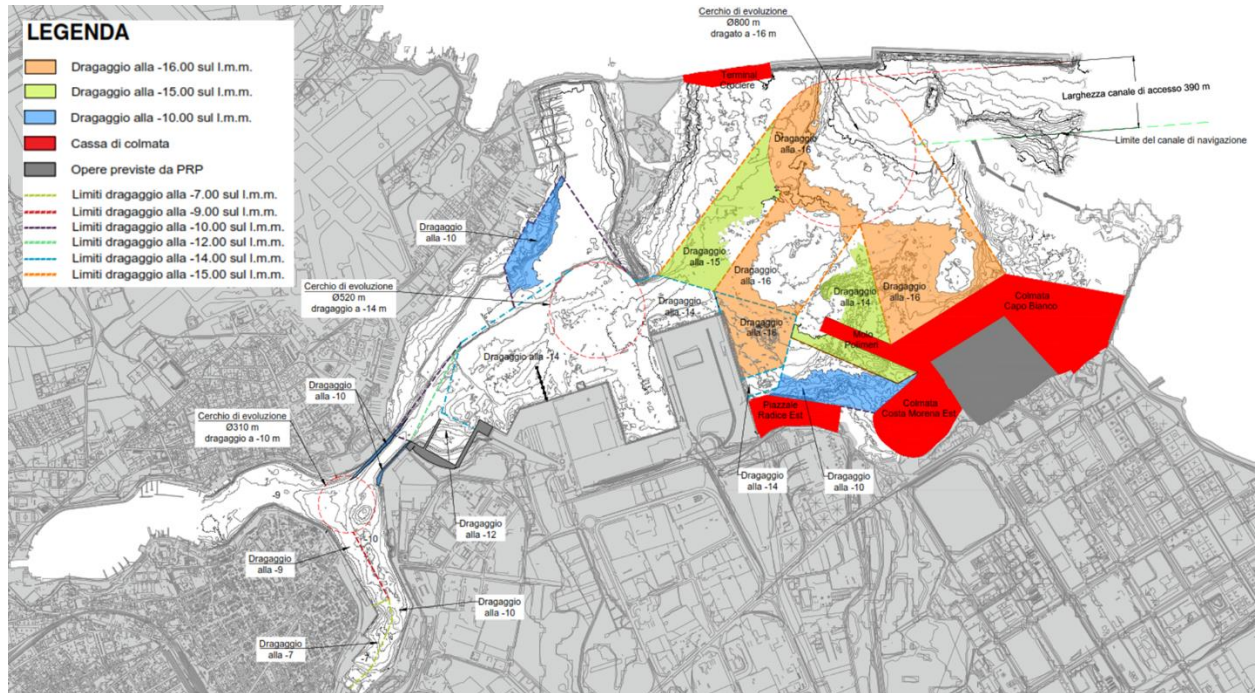 LEGENDA
Dragaggio alla -16.00 sul l.m.m.
Dragaggio alla -15.00 sul l.m.m.
Dragaggio alla -10.00 sul l.m.m.
Cassa di colmata
Opere previste da PRP
Limiti dragaggio alla -7.00 sul l.m.m.
Limiti dragaggio alla -9.00 sul l.m.m.
Limiti dragaggio alla -10.00 sul l.m.m.
Limiti dragaggio alla -12.00 sul l.m.m.
Limiti dragaggio alla -14.00 sul l.m.m.
Limiti dragaggio alla -15.00 sul l.m.m.
Cerchio di evoluzione
Ø800 m
dragato a -16 m
Terminal
Crociere
Larghezza canale di accesso 390 m
Limite del canale di navigazione
Dragaggio
alla -16
Dragaggio
alla -10
Dragaggio
alla -15
Dragaggio
alla -16
Dragaggio
alla -14
Dragaggio
alla -16
Cerchio di evoluzione
Ø520 m
dragaggio a -14 m
Dragaggio
alla -14
Dragaggio
alla -16
Colmata
Capo Bianco
Molo
Polimeri
Dragaggio alla -14
Dragaggio
alla -10
Cerchio di evoluzione
Ø310 m
dragaggio a -10 m
Piazzale
Radice Est
Colmata
Costa Morena Est
Dragaggio
alla -14
Dragaggio
alla -10
-9
Dragaggio
alla -12
-10
Dragaggio
alla -9
Dragaggio
alla -10
Dragaggio
alla -7
-7